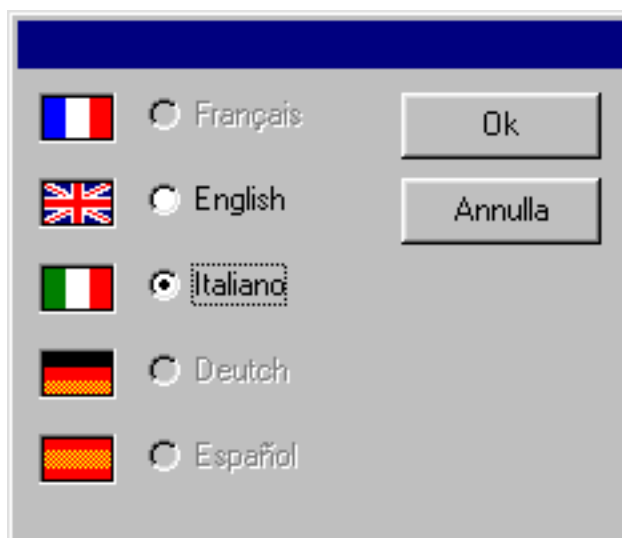 Français
English
Italiano
Deutch
Español
Ok
Annulla